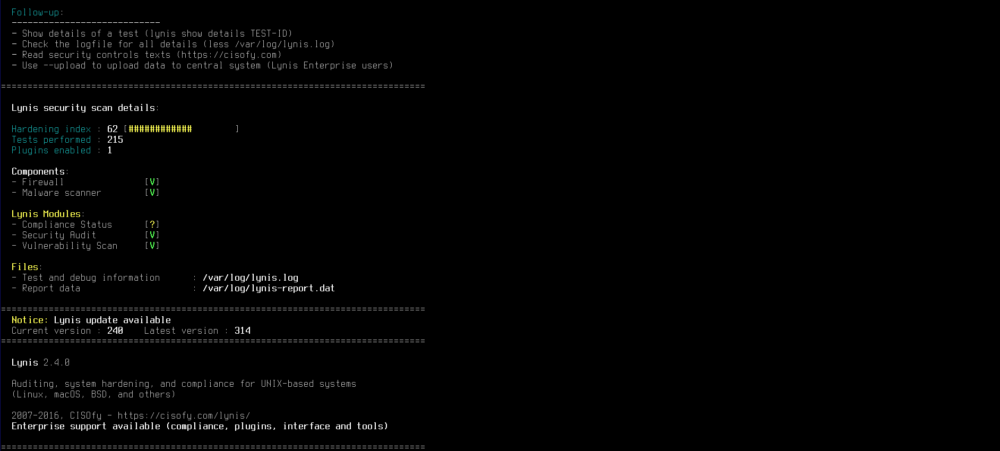 Follow-up:
----------------------------
- Show details of a test (lynis show details TEST-ID)
- Check the logfile for all details (less /var/log/lynis.log)
- Read security controls texts (https://cisofy.com)
- Use --upload to upload data to central system (Lynis Enterprise users)
================================================================================
Lynis security scan details:
Hardening index : 62 [############        ]
Tests performed : 215
Plugins enabled : 1
Components:
- Firewall               [V]
- Malware scanner        [V]
Lynis Modules:
- Compliance Status      [?]
- Security Audit         [V]
- Vulnerability Scan     [V]
Files:
- Test and debug information      : /var/log/lynis.log
- Report data                     : /var/log/lynis-report.dat
================================================================================
Notice: Lynis update available
Current version : 240    Latest version : 314
================================================================================
Lynis 2.4.0
Auditing, system hardening, and compliance for UNIX-based systems
(Linux, macOS, BSD, and others)
2007-2016, CISOfy - https://cisofy.com/lynis/
Enterprise support available (compliance, plugins, interface and tools)
================================================================================